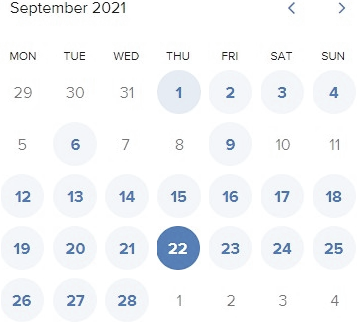 September 2021
MON TUE WED THU FRI SAT SUN
29 30 31 1 2 3 4
5 6 7 8 9 10 11
12 13 14 15 16 17 18
19 20 21 22 23 24 25
26 27 28 1 2 3 4